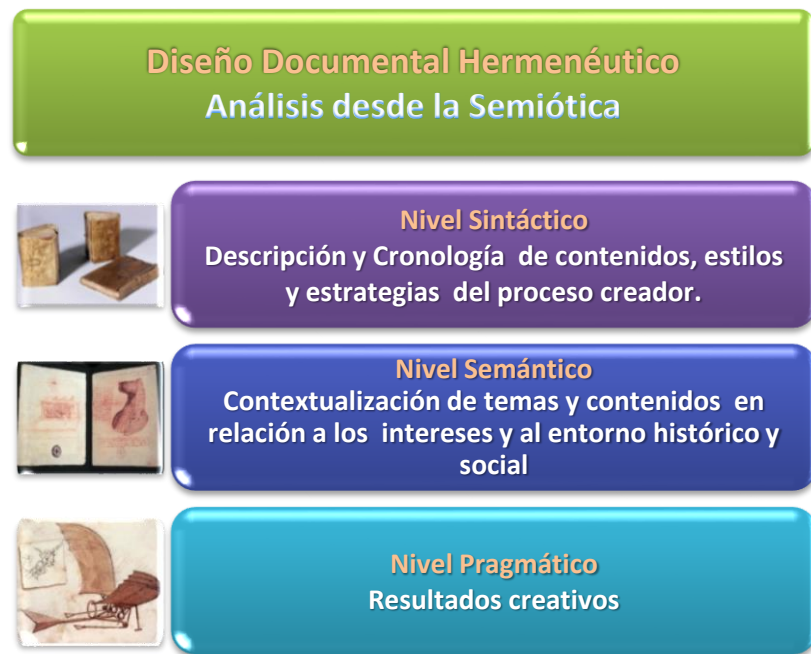 Diseño Documental Hermenéutico
Análisis desde la Semiótica
Nivel Sintáctico
Descripción y Cronología de contenidos, estilos
y estrategias del proceso creador.
Nivel Semántico
Contextualización de temas y contenidos en
relación a los intereses y al entorno histórico y
social
Nivel Pragmático
Resultados creativos